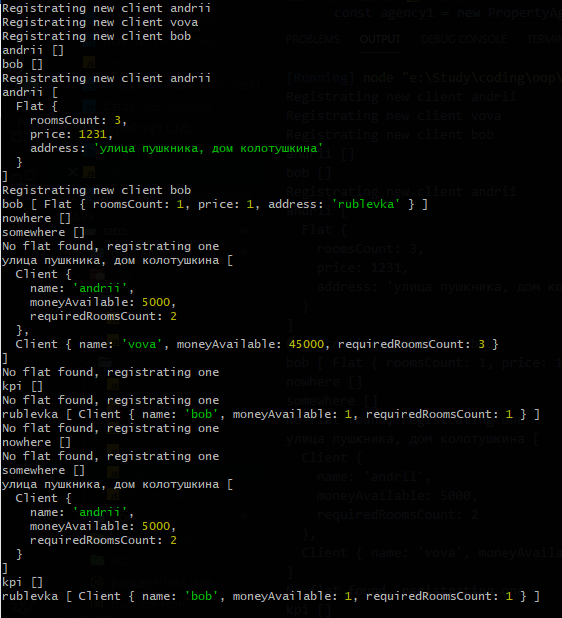 Registrating new client andrii
Registrating new client vova
Registrating new client bob
andrii []
bob []
Registrating new client andrii
andrii [
  Flat {
    roomsCount: 3,
    price: 1231,
    address: 'улица пушкника, дом колотушкина'
  }
]
Registrating new client bob
bob [ Flat { roomsCount: 1, price: 1, address: 'rublevka' } ]
nowhere []
somewhere []
No flat found, registrating one
улица пушкника, дом колотушкина [
  Client {
    name: 'andrii',
    moneyAvailable: 5000,
    requiredRoomsCount: 2
  },
  Client { name: 'vova', moneyAvailable: 45000, requiredRoomsCount: 3 }
]
No flat found, registrating one
kpi []
No flat found, registrating one
rublevka [ Client { name: 'bob', moneyAvailable: 1, requiredRoomsCount: 1 } ]
No flat found, registrating one
nowhere []
No flat found, registrating one
somewhere []
улица пушкника, дом колотушкина [
  Client {
    name: 'andrii',
    moneyAvailable: 5000,
    requiredRoomsCount: 2
  }
]
kpi []
rublevka [ Client { name: 'bob', moneyAvailable: 1, requiredRoomsCount: 1 } ]